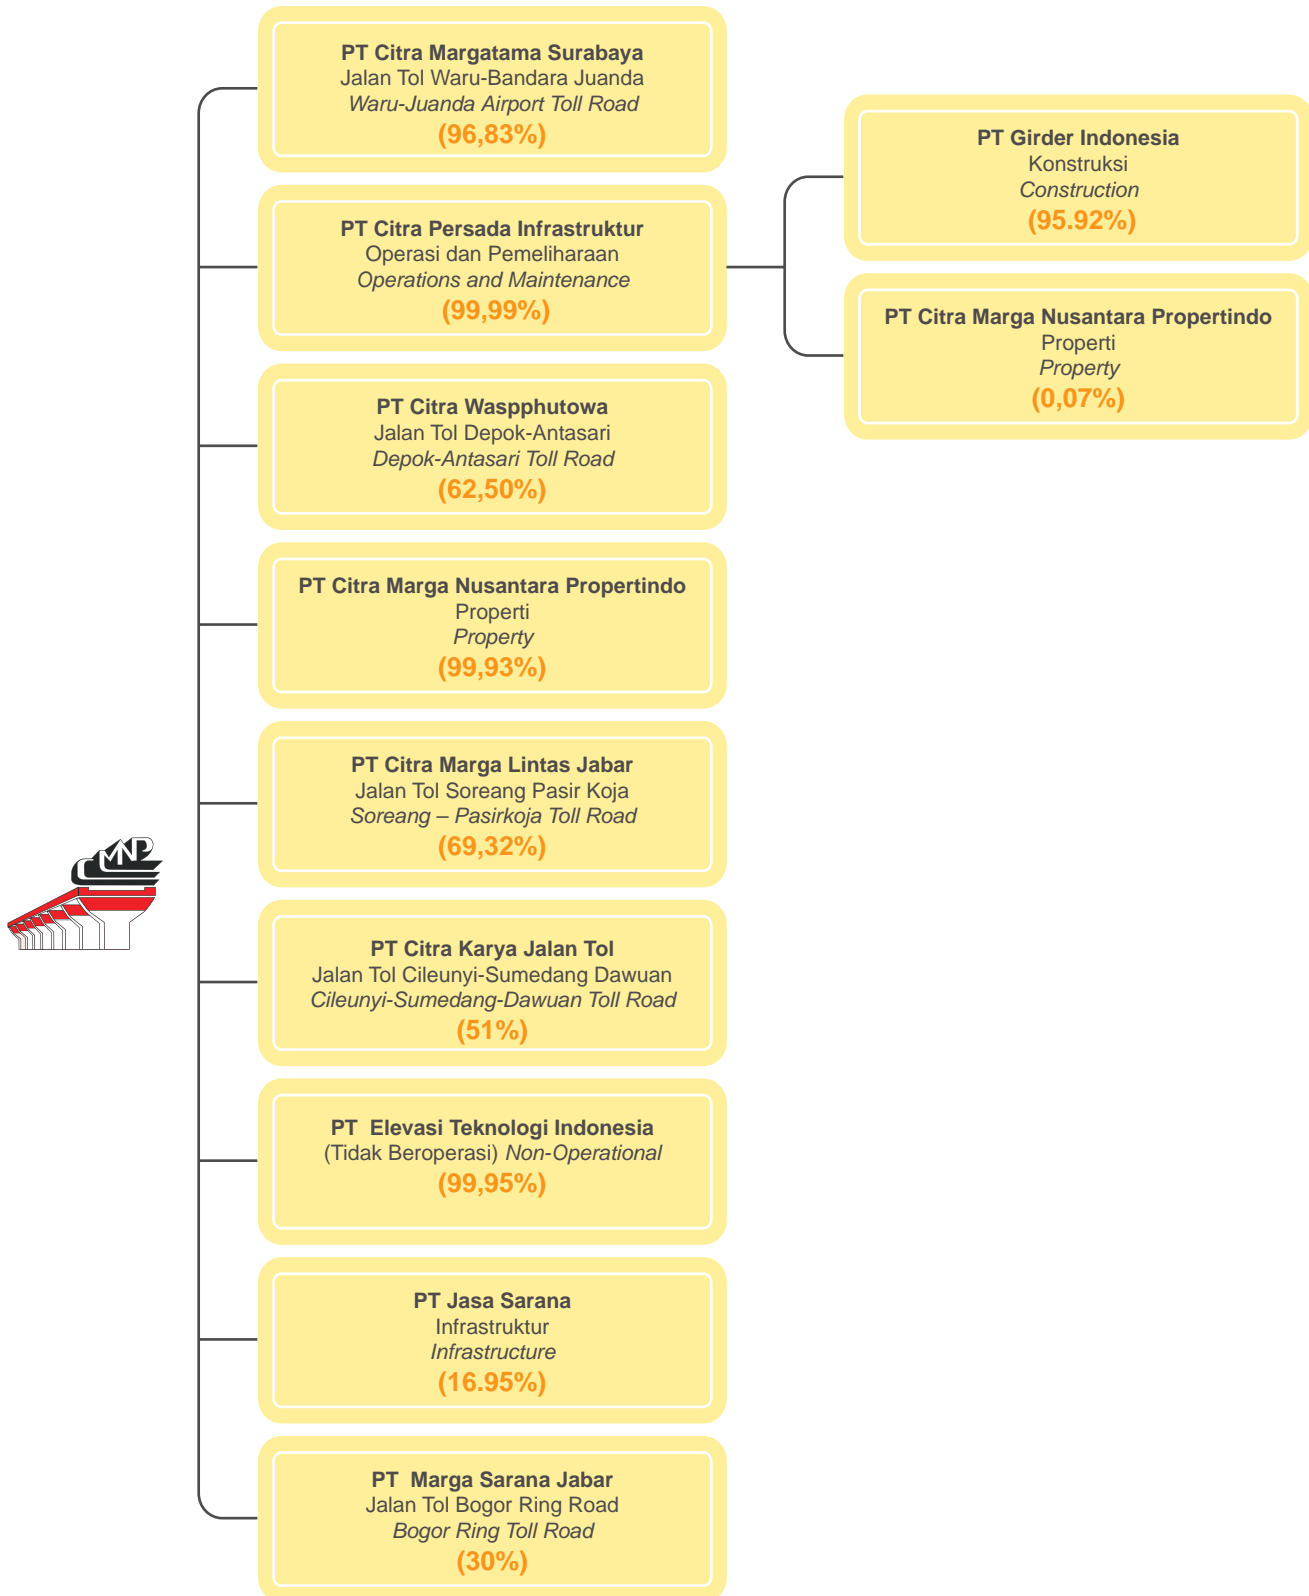 PT Citra Margatama Surabaya
Jalan Tol Waru-Bandara Juanda
Waru-Juanda Airport Toll Road
(96,83%)
PT Citra Persada Infrastruktur
Operasi dan Pemeliharaan
Operations and Maintenance
(99,99%)
PT Girder Indonesia
Konstruksi
Construction
(95.92%)
PT Citra Marga Nusantara Propertindo
Properti
Property
(0,07%)
PT Citra Waspphutowa
Jalan Tol Depok-Antasari
Depok-Antasari Toll Road
(62,50%)
PT Citra Marga Nusantara Propertindo
Properti
Property
(99,93%)
PT Citra Marga Lintas Jabar
Jalan Tol Soreang Pasir Koja
Soreang – Pasirkoja Toll Road
(69,32%)
CMNP
PT Citra Karya Jalan Tol
Jalan Tol Cileunyi-Sumedang Dawuan
Cileunyi-Sumedang-Dawuan Toll Road
(51%)
PT  Elevasi Teknologi Indonesia
(Tidak Beroperasi) Non-Operational
(99,95%)
PT Jasa Sarana
Infrastruktur
Infrastructure
(16.95%)
PT  Marga Sarana Jabar
Jalan Tol Bogor Ring Road
Bogor Ring Toll Road
(30%)